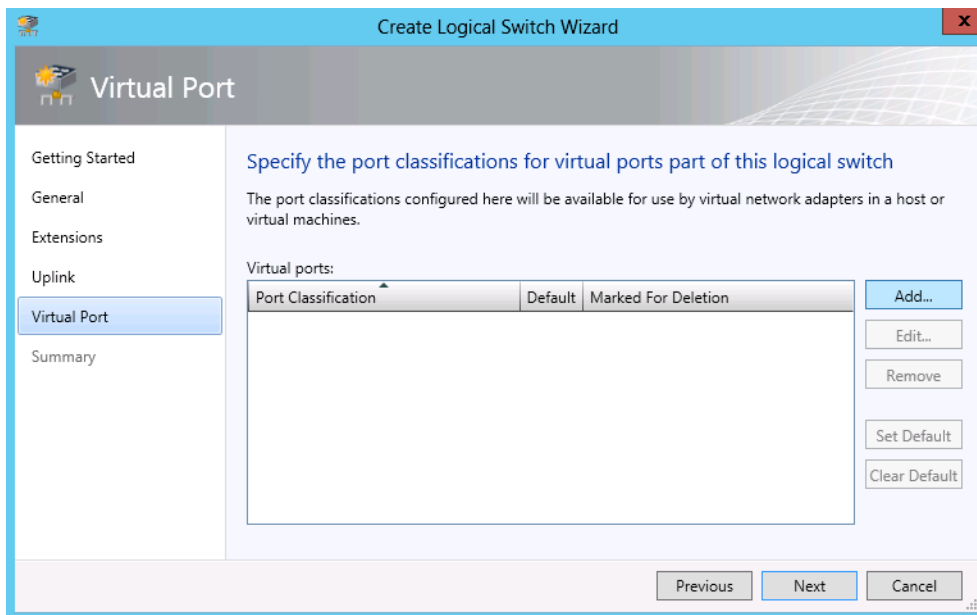 Create Logical Switch Wizard
x
Virtual Port
Getting Started
General
Extensions
Uplink
Virtual Port
Summary
Specify the port classifications for virtual ports part of this logical switch
The port classifications configured here will be available for use by virtual network adapters in a host or
virtual machines.
Virtual ports:
Port Classification Default Marked For Deletion
Add...
Edit...
Remove
Set Default
Clear Default
Previous Next Cancel